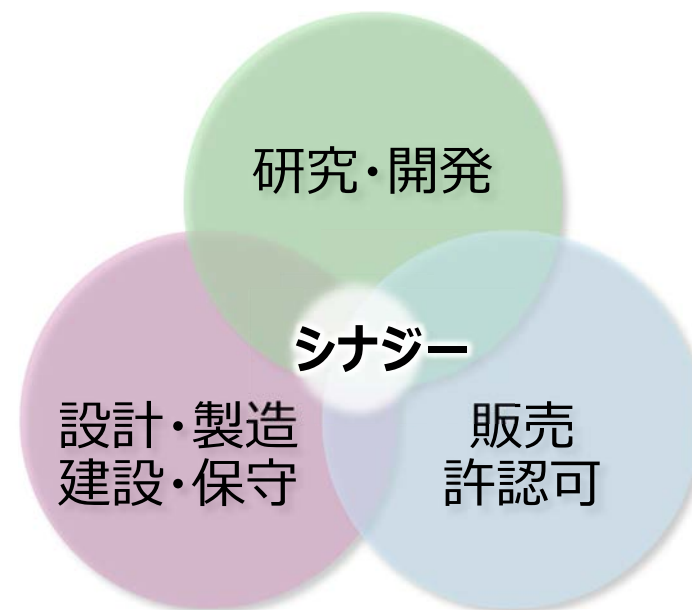 研究・開発
シナジー
設計・製造
建設・保守
販売
許認可